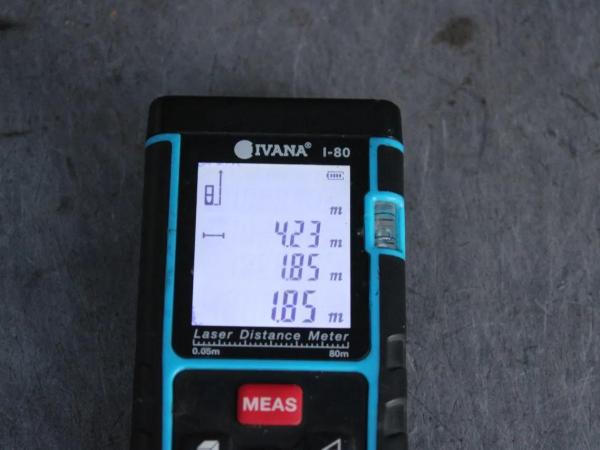 IVANA® I-80
m
4.23 m
1.85 m
1.85 m
Laser Distance Meter
0.05m 80m
MEAS